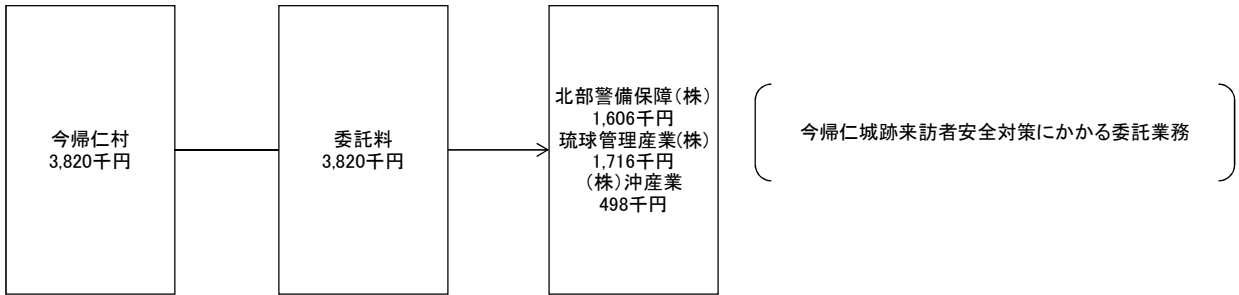 今帰仁村
3,820千円
委託料
3,820千円
北部警備保障(株)
1,606千円
琉球管理産業(株)
1,716千円
(株)沖産業
498千円
今帰仁城跡来訪者安全対策にかかる委託業務